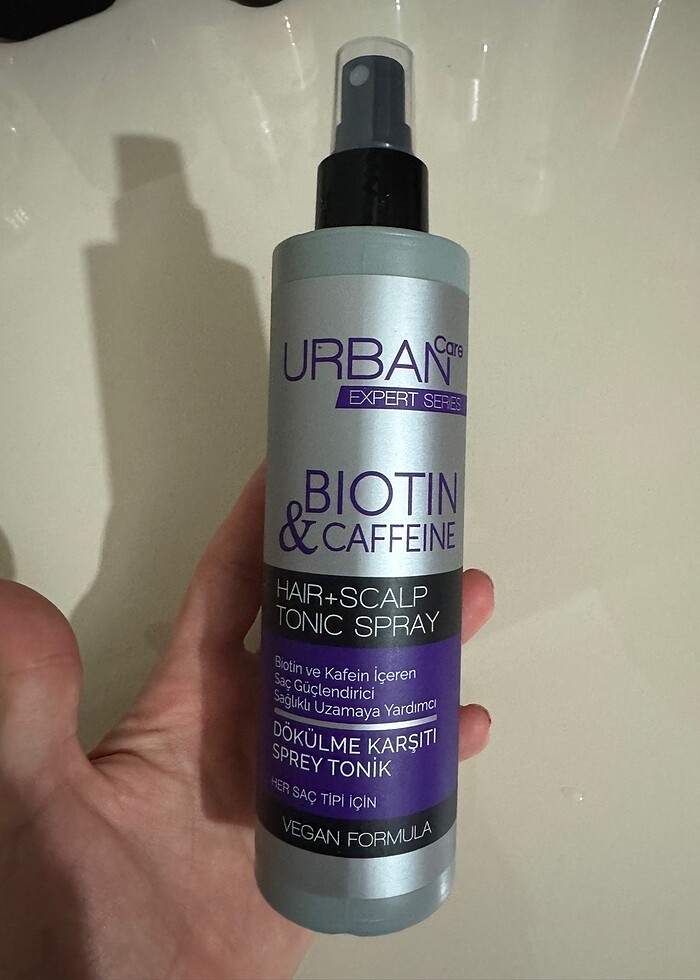 URBAN Care
EXPERT SERIES
BIOTIN
& CAFFEINE
HAIR+SCALP
TONIC SPRAY
Biotin ve Kafein İçeren
Saç Güçlendirici
Sağlıklı Uzamaya Yardımcı
DÖKÜLME KARŞITI
SPREY TONİK
HER SAÇ TİPİ İÇİN
VEGAN FORMULA